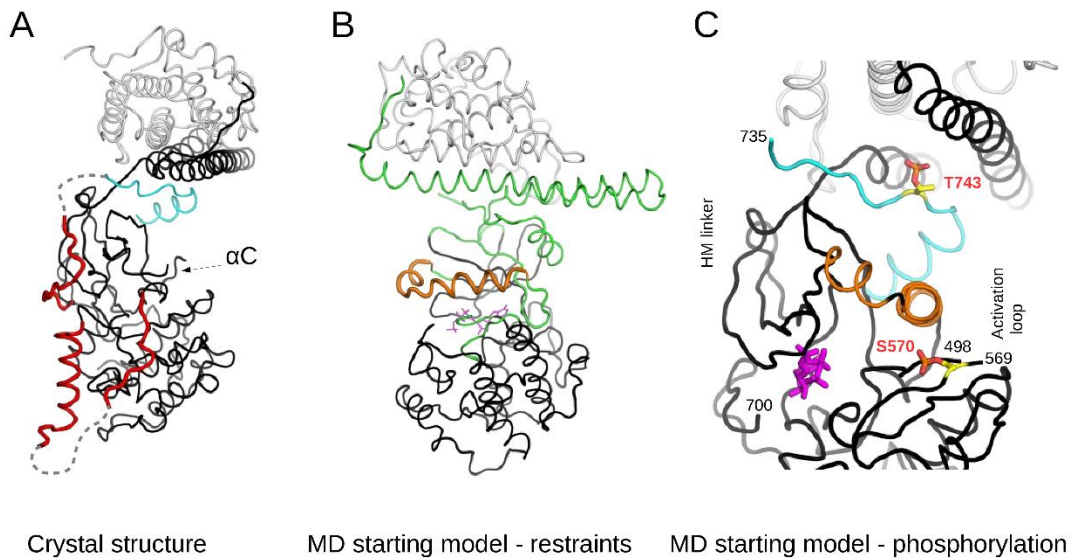 A
B
C
αC
735
T743
HM linker
Activation
loop
S570
498
569
700
Crystal structure
MD starting model - restraints
MD starting model - phosphorylation